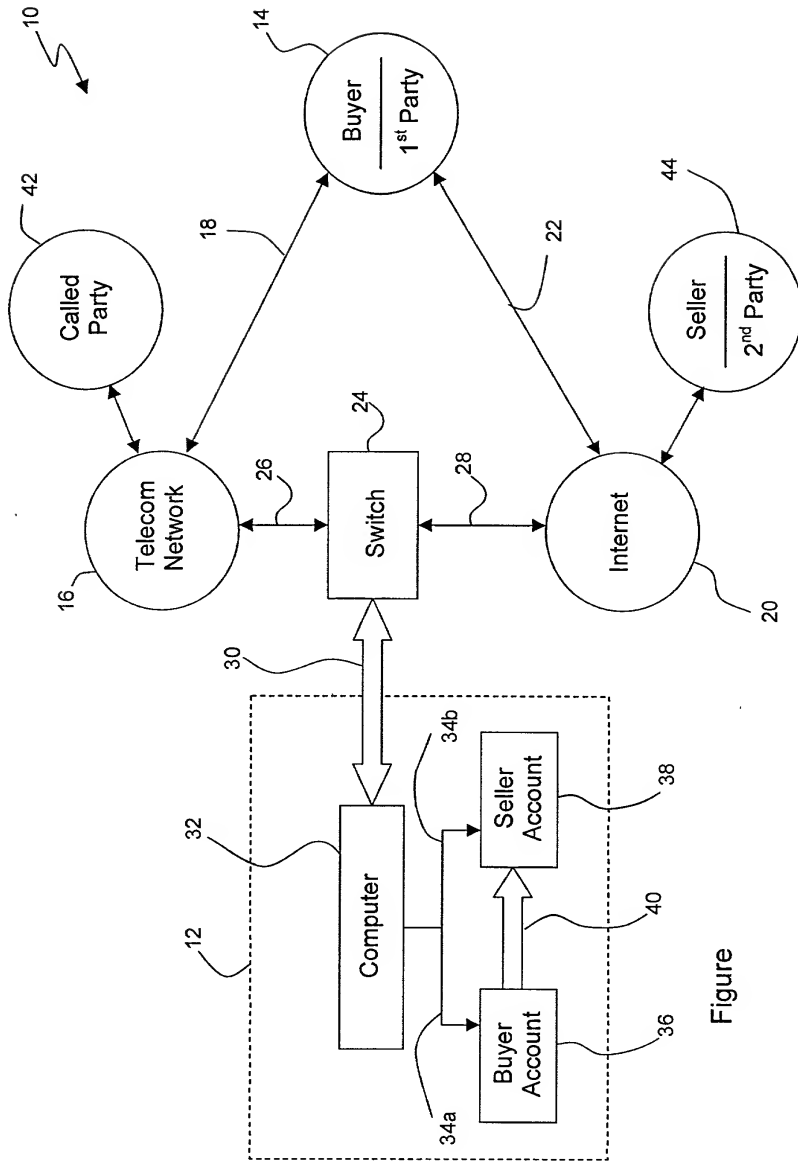 10
42
Called
Party
14
Buyer
1st Party
18
16
Telecom
Network
26
24
Switch
22
28
44
Seller
2nd Party
Internet
20
30
12
32
Computer
34b
34a
Seller
Account
38
Buyer
Account
36
40
Figure